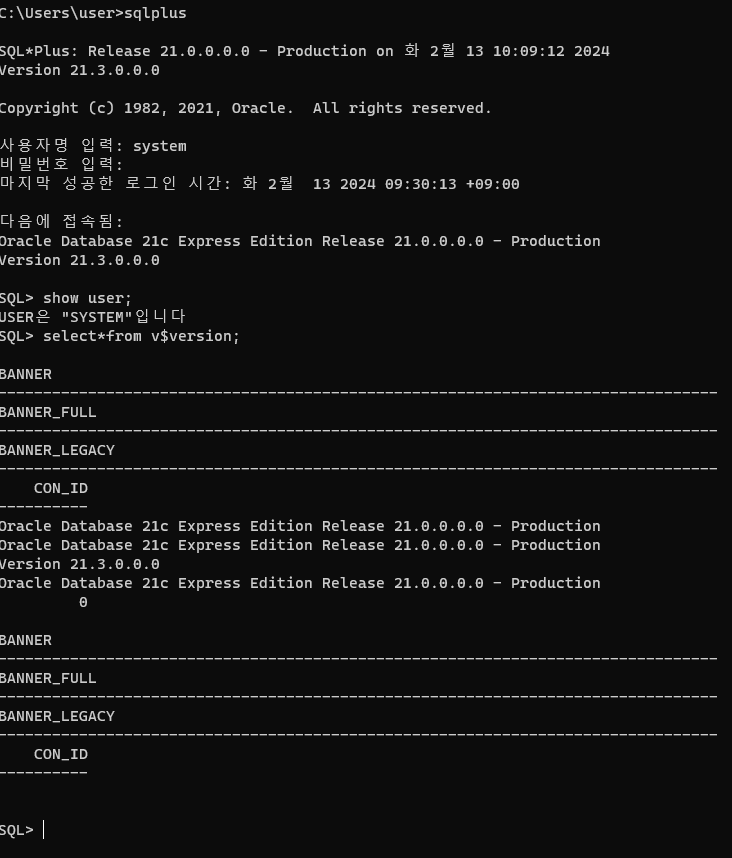 C:\Users\user>sqlplus
SQL*Plus: Release 21.0.0.0.0 - Production on 화 2월 13 10:09:12 2024
Version 21.3.0.0.0
Copyright (c) 1982, 2021, Oracle.  All rights reserved.
사용자명 입력: system
비밀번호 입력:
마지막 성공한 로그인 시간: 화 2월  13 2024 09:30:13 +09:00
다음에 접속됨:
Oracle Database 21c Express Edition Release 21.0.0.0.0 - Production
Version 21.3.0.0.0
SQL> show user;
USER은 "SYSTEM"입니다
SQL> select*from v$version;
BANNER
--------------------------------------------------------------------------------
BANNER_FULL
--------------------------------------------------------------------------------
BANNER_LEGACY
--------------------------------------------------------------------------------
    CON_ID
----------
Oracle Database 21c Express Edition Release 21.0.0.0.0 - Production
Oracle Database 21c Express Edition Release 21.0.0.0.0 - Production
Version 21.3.0.0.0
Oracle Database 21c Express Edition Release 21.0.0.0.0 - Production
         0
BANNER
--------------------------------------------------------------------------------
BANNER_FULL
--------------------------------------------------------------------------------
BANNER_LEGACY
--------------------------------------------------------------------------------
    CON_ID
----------
SQL>